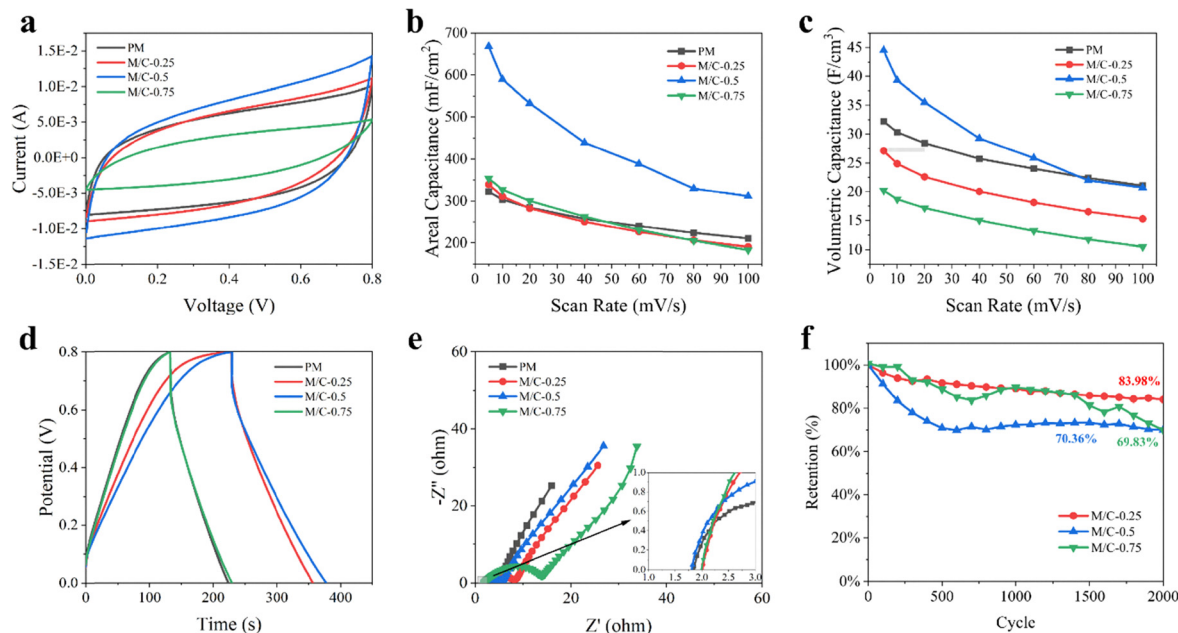 a
1.5E-2
1.0E-2
5.0E-3
0.0E+0
-5.0E-3
-1.0E-2
-1.5E-2
Current (A)
PM
M/C-0.25
M/C-0.5
M/C-0.75
0.0 0.2 0.4 0.6 0.8
Voltage (V)
b
700
600
500
400
300
200
Areal Capacitance (mF/cm²)
PM
M/C-0.25
M/C-0.5
M/C-0.75
0 10 20 30 40 50 60 70 80 90 100
Scan Rate (mV/s)
c
45
40
35
30
25
20
15
10
Volumetric Capacitance (F/cm³)
PM
M/C-0.25
M/C-0.5
M/C-0.75
0 10 20 30 40 50 60 70 80 90 100
Scan Rate (mV/s)
d
0.8
0.6
0.4
0.2
0.0
Potential (V)
PM
M/C-0.25
M/C-0.5
M/C-0.75
0 100 200 300 400
Time (s)
e
60
40
20
0
-Z'' (ohm)
PM
M/C-0.25
M/C-0.5
M/C-0.75
1.0
0.8
0.6
0.4
0.2
0.0
1.0 1.5 2.0 2.5 3.0
0 20 40 60
Z' (ohm)
f
100%
80%
60%
40%
20%
0%
Retention (%)
83.98%
70.36%
69.83%
M/C-0.25
M/C-0.5
M/C-0.75
0 500 1000 1500 2000
Cycle